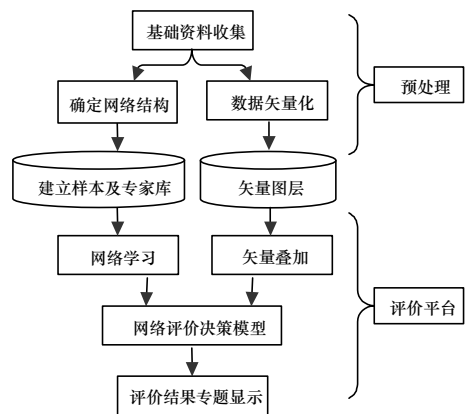 基础资料收集
确定网络结构
数据矢量化
预处理
建立样本及专家库
矢量图层
网络学习
矢量叠加
评价平台
网络评价决策模型
评价结果专题显示